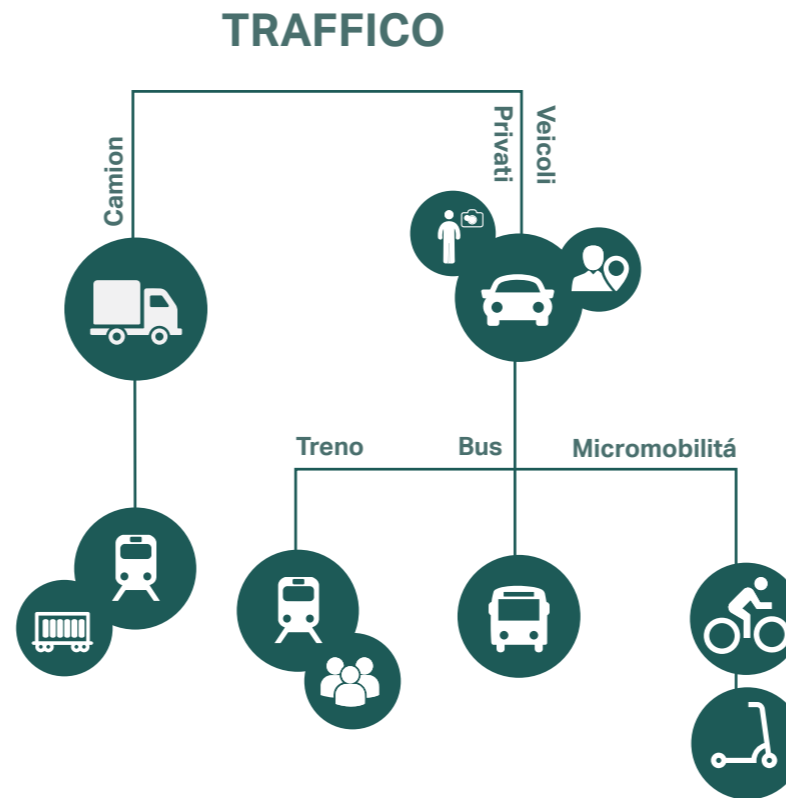 TRAFFICO
Camion
Veicoli
Privati
Treno
Bus
Micromobilitá